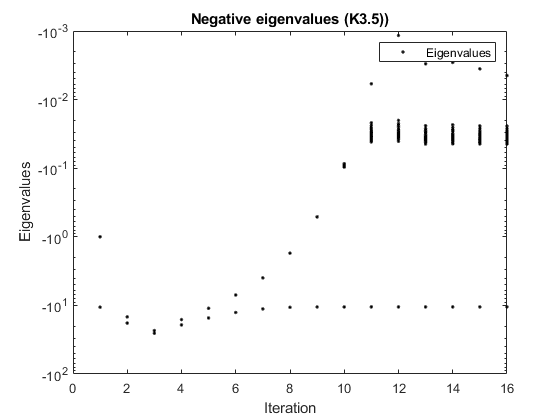 Negative eigenvalues (K3.5))
Eigenvalues
-10^-3
-10^-2
-10^-1
-10^0
-10^1
-10^2
Eigenvalues
0 2 4 6 8 10 12 14 16
Iteration